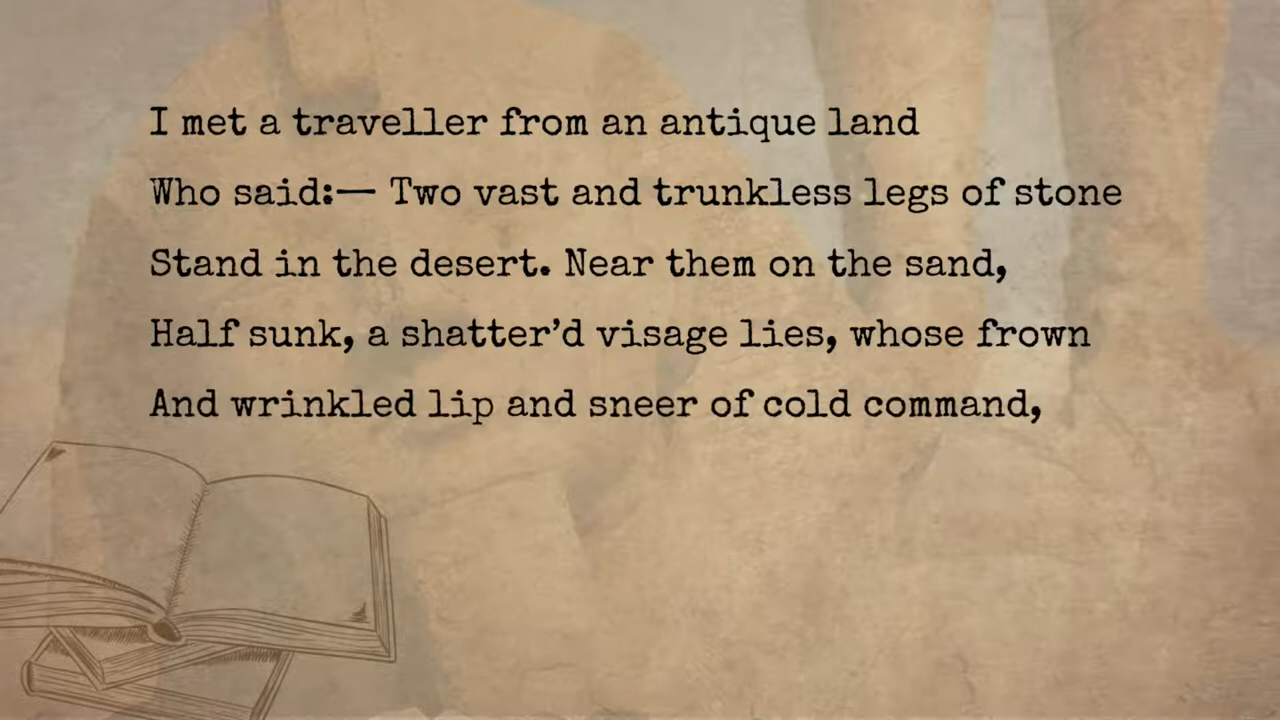 I met a traveller from an antique land
Who said:— Two vast and trunkless legs of stone
Stand in the desert. Near them on the sand,
Half sunk, a shatter’d visage lies, whose frown
And wrinkled lip and sneer of cold command,